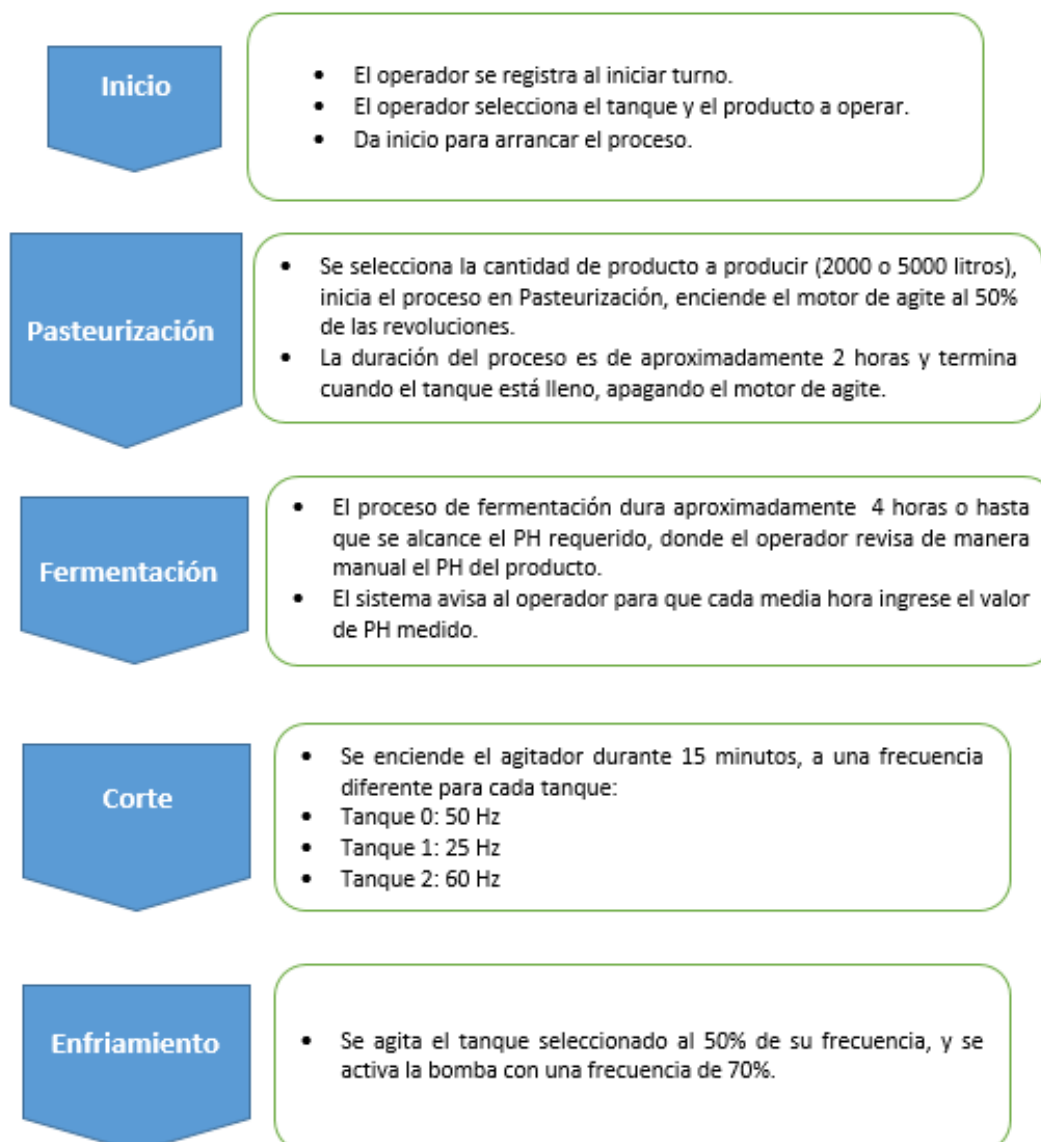 Inicio
• El operador se registra al iniciar turno.
• El operador selecciona el tanque y el producto a operar.
• Da inicio para arrancar el proceso.
Pasteurización
• Se selecciona la cantidad de producto a producir (2000 o 5000 litros),
inicia el proceso en Pasteurización, enciende el motor de agite al 50%
de las revoluciones.
• La duración del proceso es de aproximadamente 2 horas y termina
cuando el tanque está lleno, apagando el motor de agite.
Fermentación
• El proceso de fermentación dura aproximadamente 4 horas o hasta
que se alcance el PH requerido, donde el operador revisa de manera
manual el PH del producto.
• El sistema avisa al operador para que cada media hora ingrese el valor
de PH medido.
Corte
• Se enciende el agitador durante 15 minutos, a una frecuencia
diferente para cada tanque:
• Tanque 0: 50 Hz
• Tanque 1: 25 Hz
• Tanque 2: 60 Hz
Enfriamiento
• Se agita el tanque seleccionado al 50% de su frecuencia, y se
activa la bomba con una frecuencia de 70%.